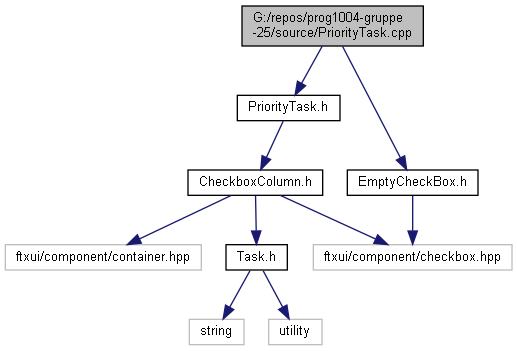 G:/repos/prog1004-gruppe
-25/source/PriorityTask.cpp
PriorityTask.h
CheckboxColumn.h
EmptyCheckBox.h
ftxui/component/container.hpp
Task.h
ftxui/component/checkbox.hpp
string
utility